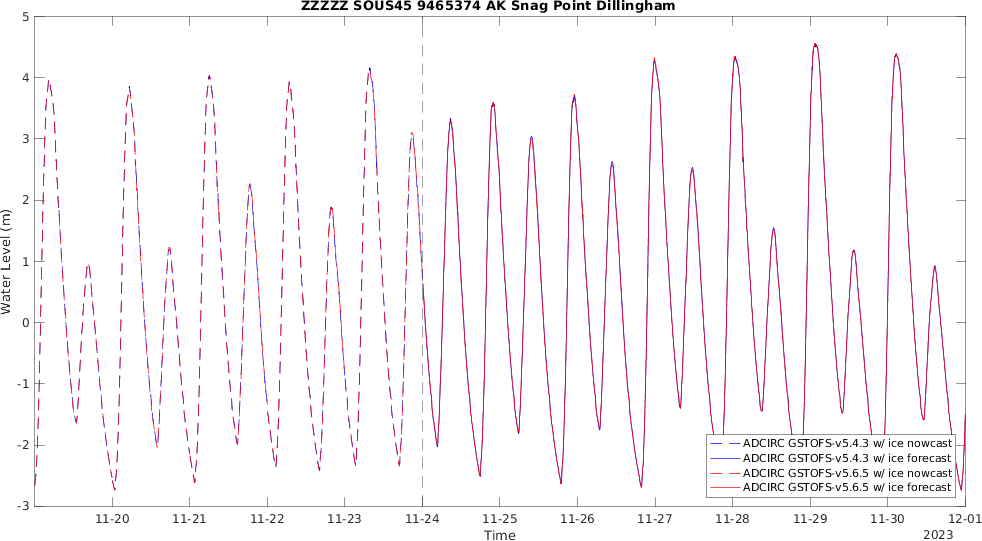 ZZZZZ SOUS45 9465374 AK Snag Point Dillingham
5
4
3
2
1
0
-1
-2
-3
Water Level (m)
ADCIRC GSTOFS-v5.4.3 w/ ice nowcast
ADCIRC GSTOFS-v5.4.3 w/ ice forecast
ADCIRC GSTOFS-v5.6.5 w/ ice nowcast
ADCIRC GSTOFS-v5.6.5 w/ ice forecast
11-20 11-21 11-22 11-23 11-24 11-25 11-26 11-27 11-28 11-29 11-30 12-01
Time
2023